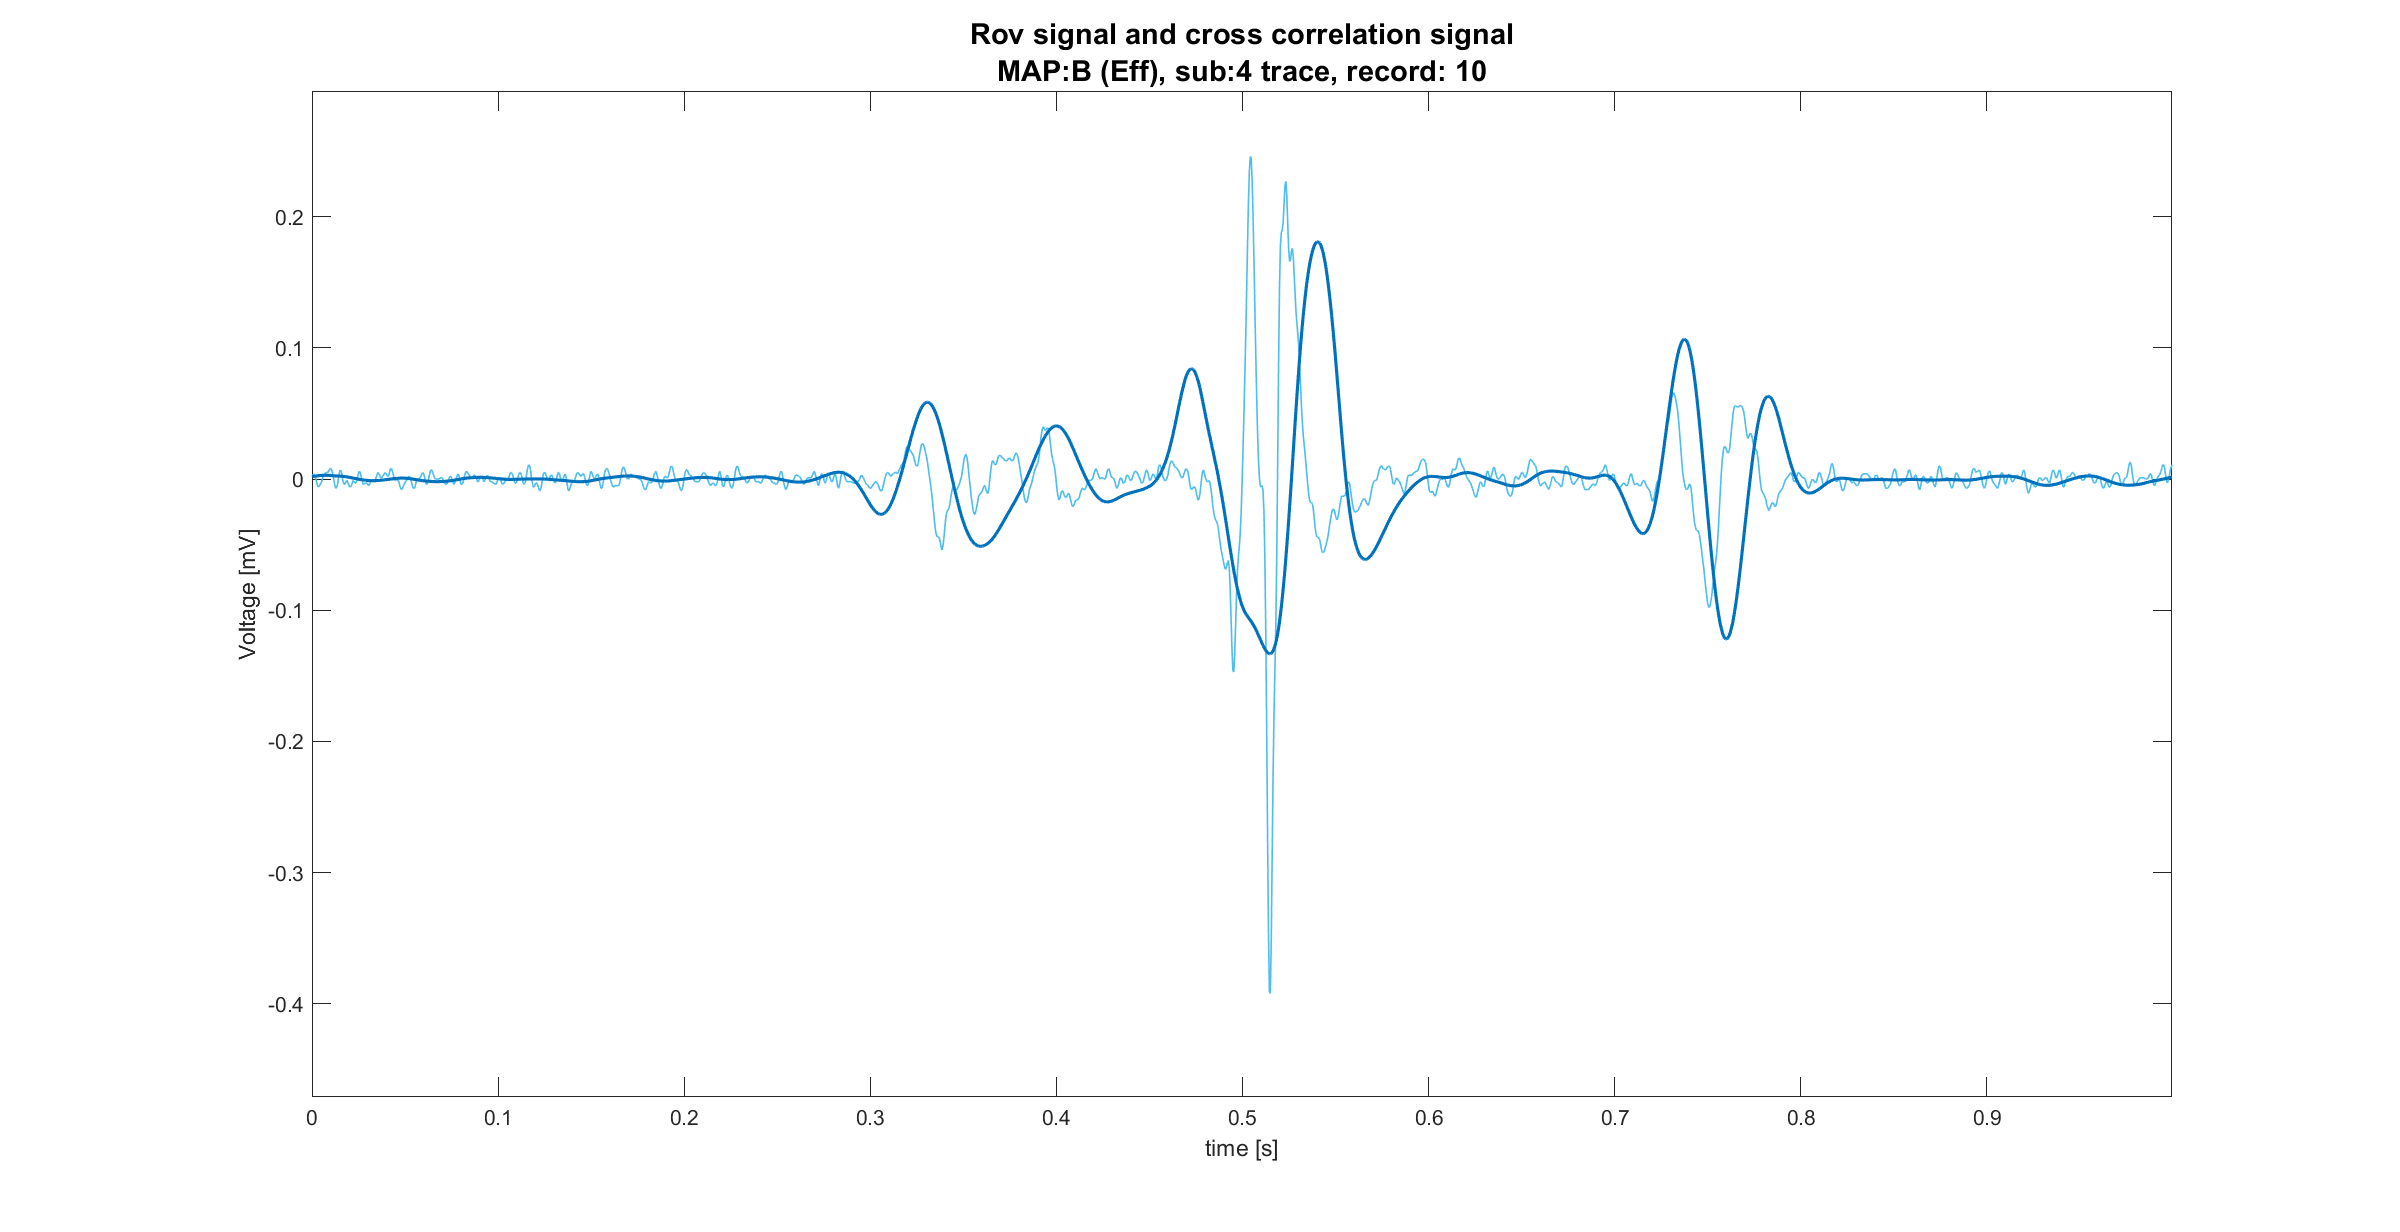 Rov signal and cross correlation signal
MAP:B (Eff), sub:4 trace, record: 10
0.2
0.1
0
-0.1
-0.2
-0.3
-0.4
Voltage [mV]
0 0.1 0.2 0.3 0.4 0.5 0.6 0.7 0.8 0.9
time [s]